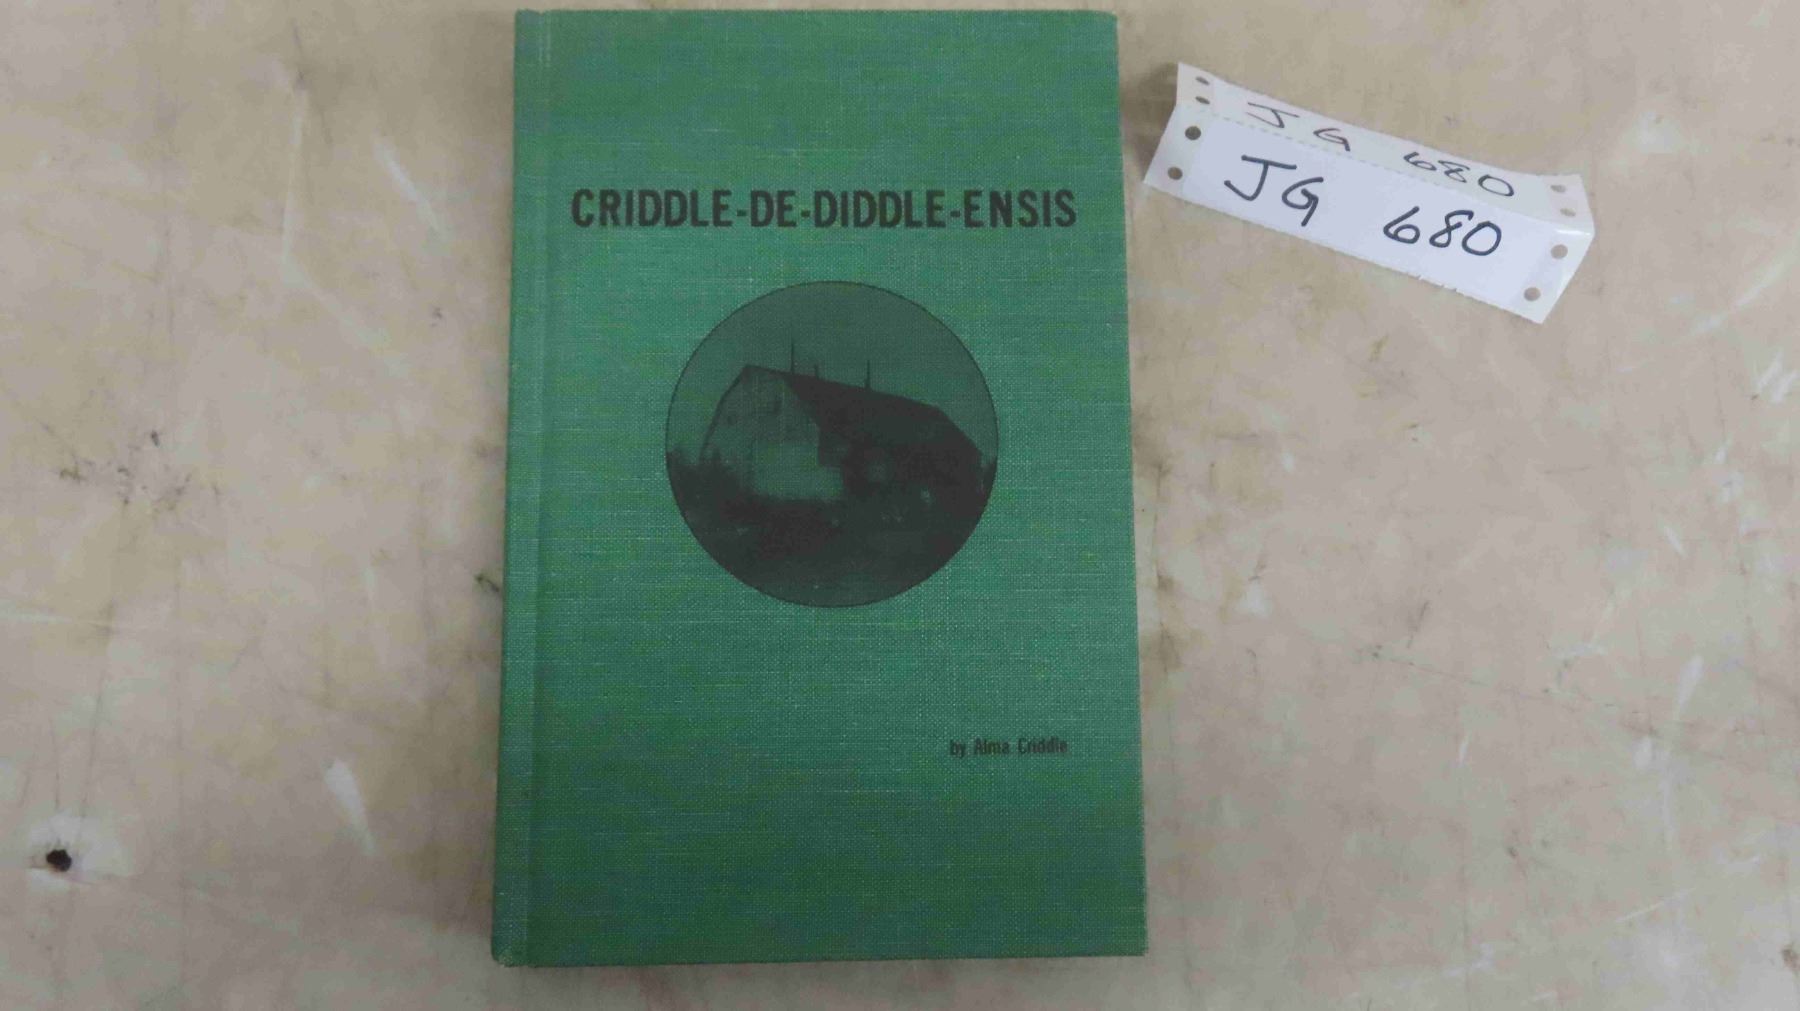 CRIDDLE-DE-DIDDLE-ENSIS
by Alma Criddle
JG 680
JG 680